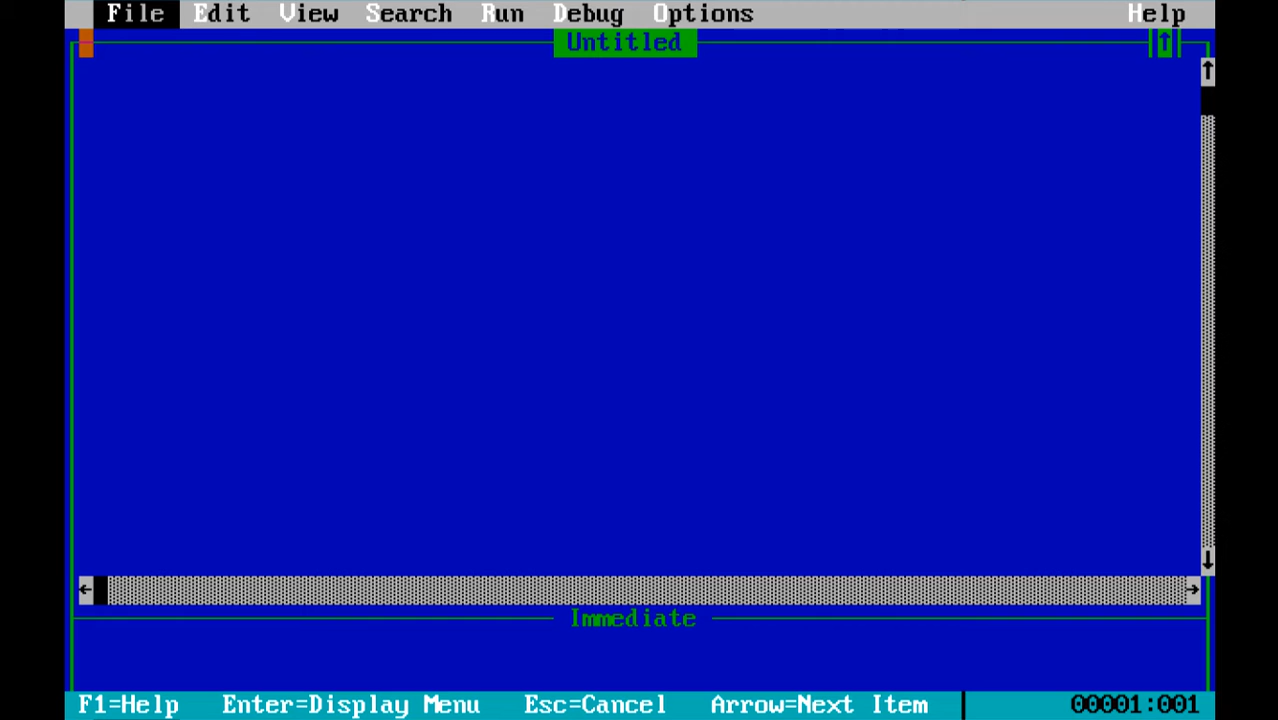 File Edit View Search Run Debug Options Help
Untitled
Immediate
F1=Help Enter=Display Menu Esc=Cancel Arrow=Next Item 00001:001